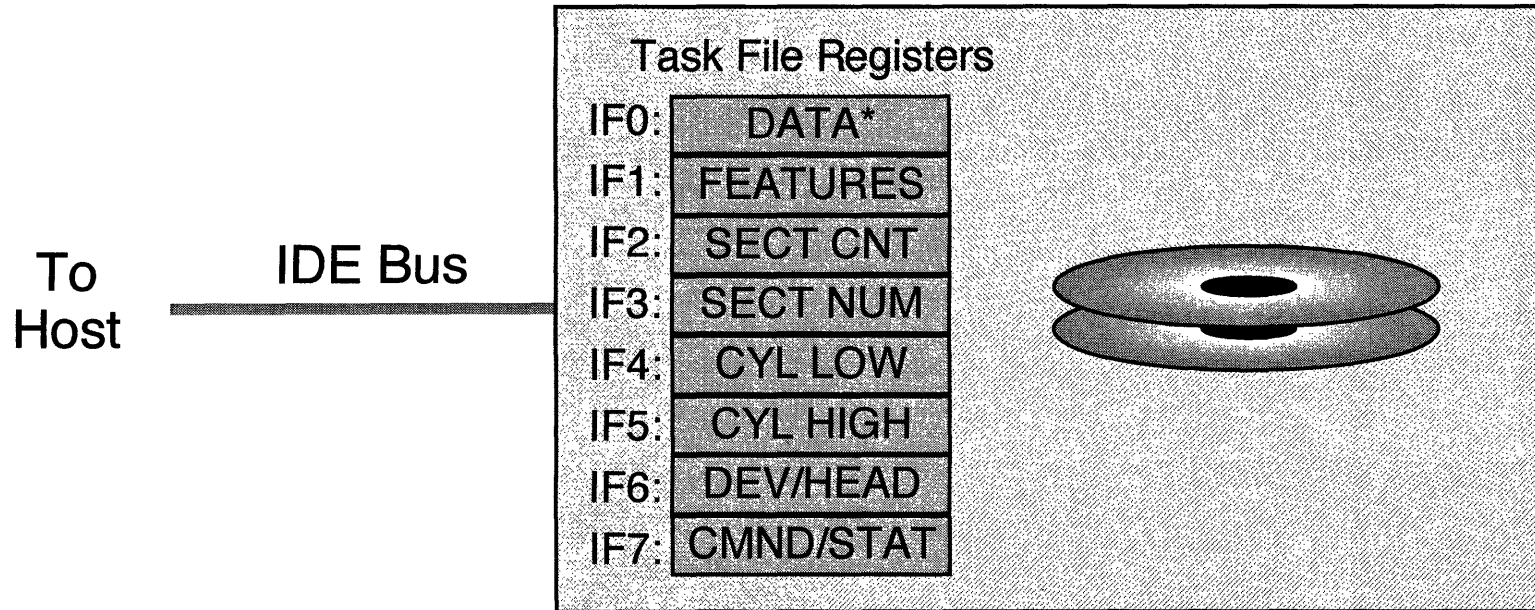 Task File Registers
IF0: DATA*
IF1: FEATURES
IF2: SECT CNT
IF3: SECT NUM
IF4: CYL LOW
IF5: CYL HIGH
IF6: DEV/HEAD
IF7: CMND/STAT
To
Host
IDE Bus